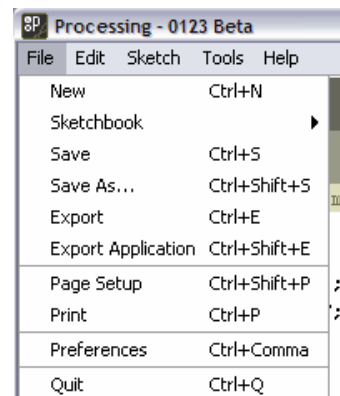 Processing - 0123 Beta
File Edit Sketch Tools Help
New Ctrl+N
Sketchbook
Save Ctrl+S
Save As... Ctrl+Shift+S
Export Ctrl+E
Export Application Ctrl+Shift+E
Page Setup Ctrl+Shift+P
Print Ctrl+P
Preferences Ctrl+Comma
Quit Ctrl+Q